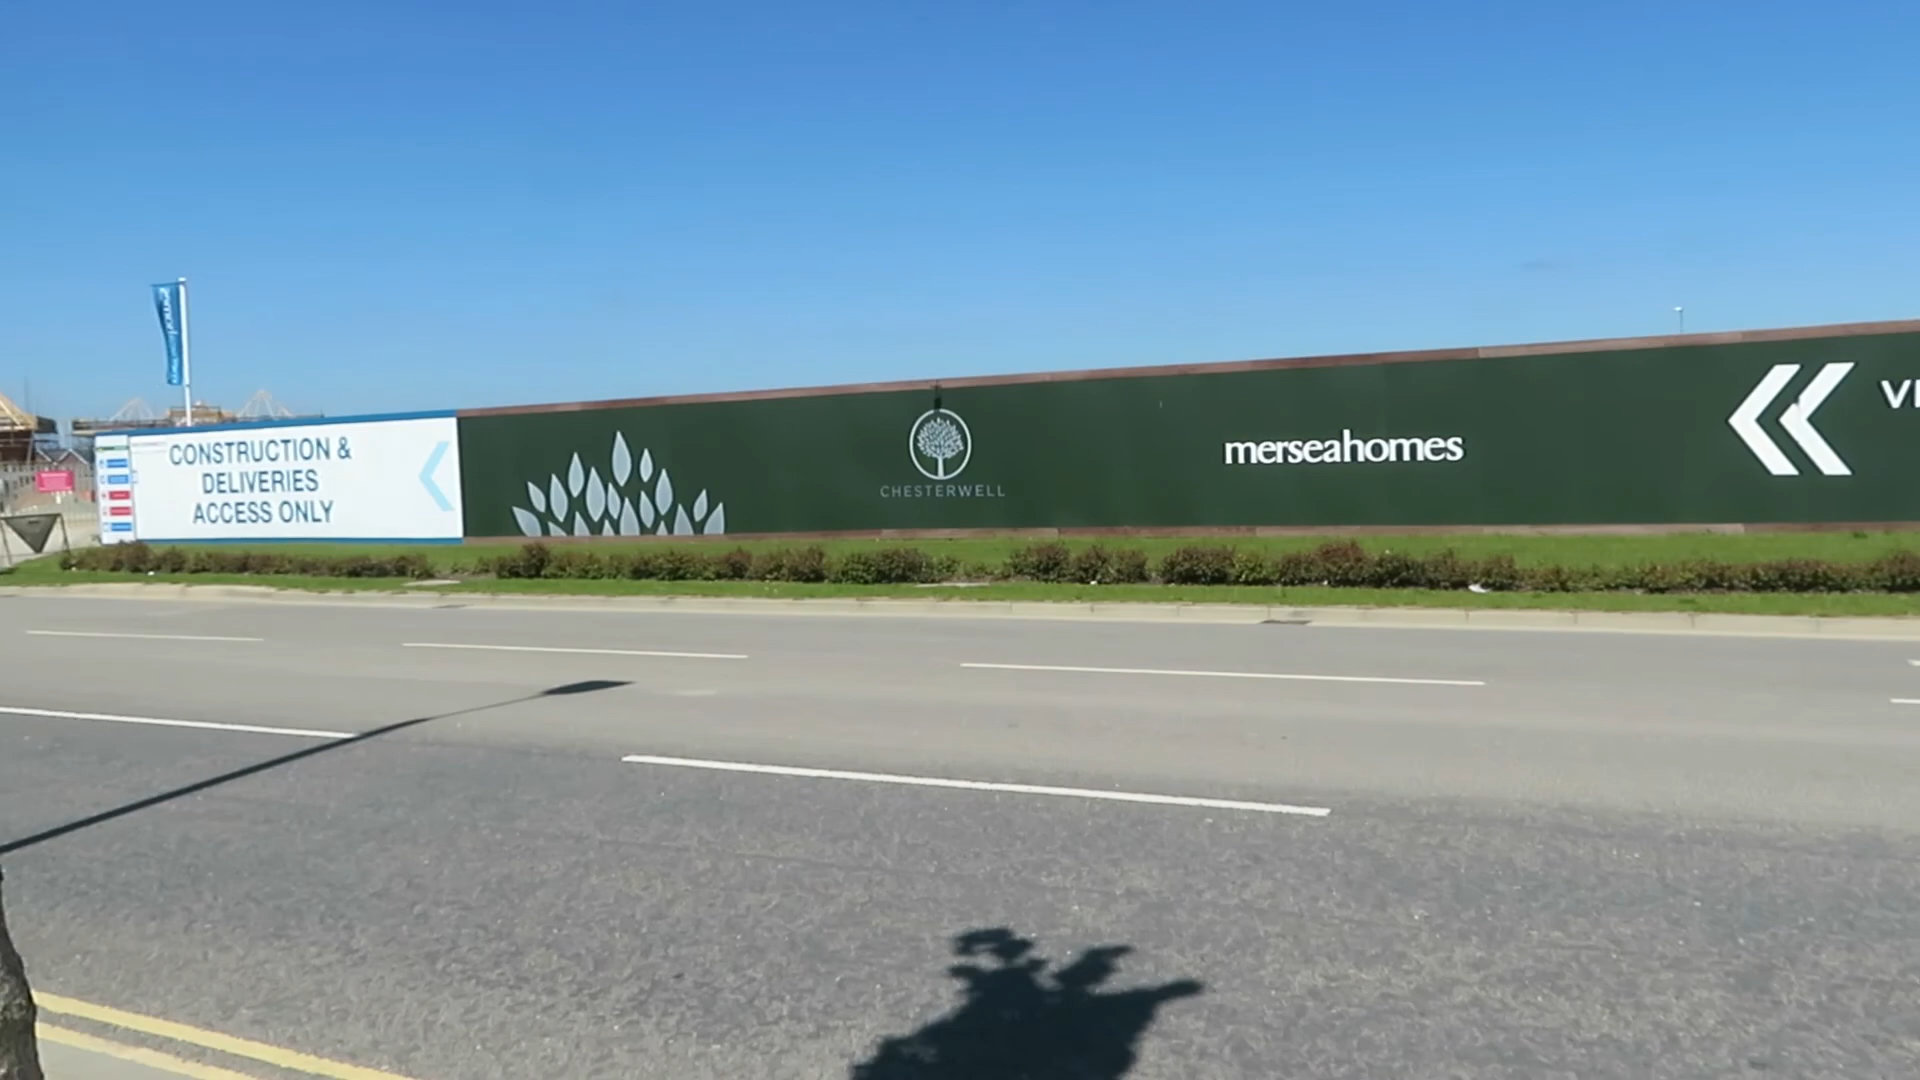 CONSTRUCTION &
DELIVERIES
ACCESS ONLY
CHESTERWELL
merseahomes